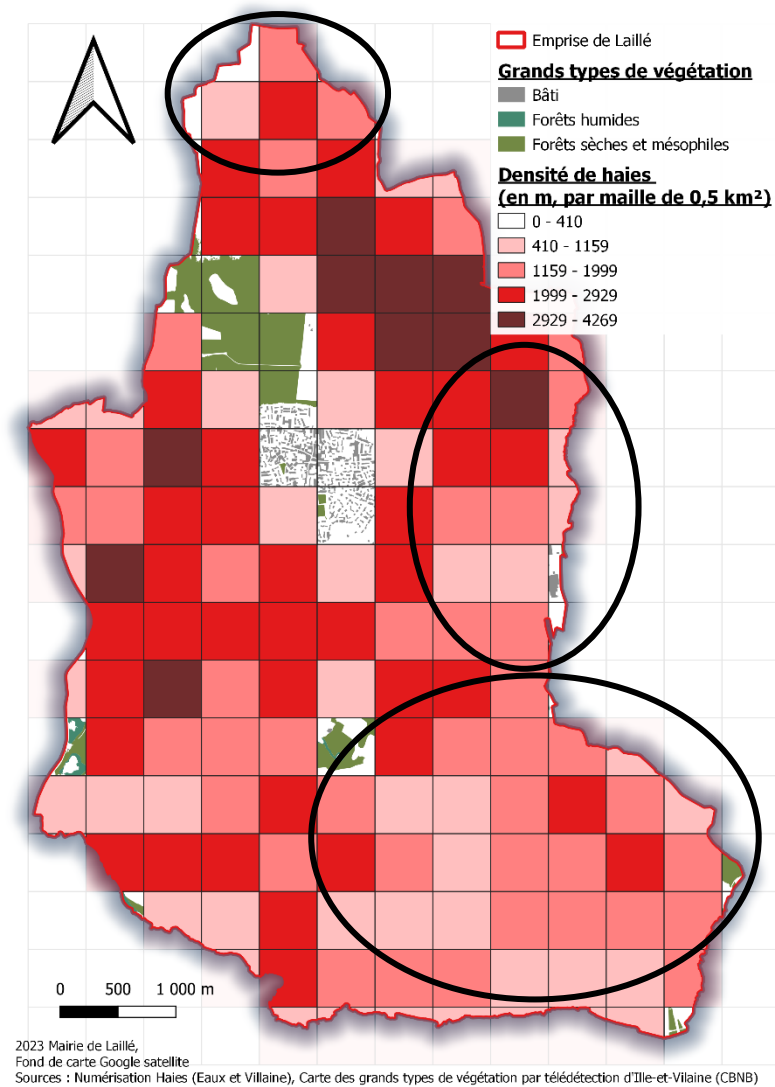 Emprise de Laillé
Grands types de végétation
Bâti
Forêts humides
Forêts sèches et mésophiles
Densité de haies
(en m, par maille de 0,5 km²)
0 - 410
410 - 1159
1159 - 1999
1999 - 2929
2929 - 4269
0 500 1 000 m
2023 Mairie de Laillé,
Fond de carte Google satellite
Sources : Numérisation Haies (Eaux et Villaine), Carte des grands types de végétation par télédétection d'Ille-et-Vilaine (CBNB)